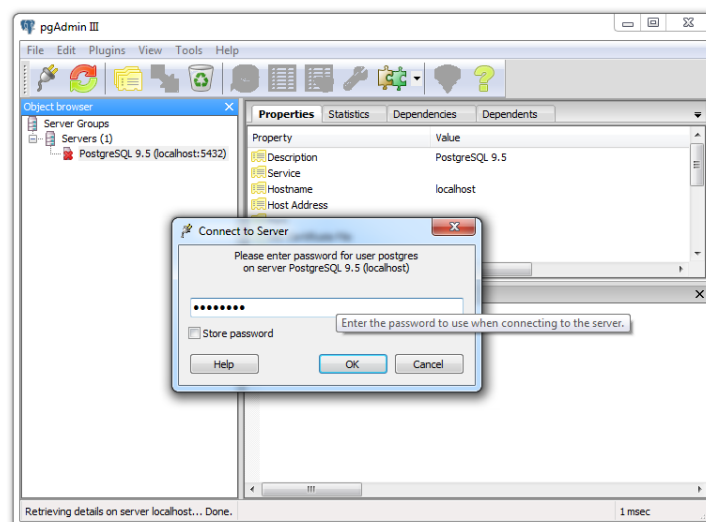 pgAdmin III
File Edit Plugins View Tools Help
Object browser
Server Groups
Servers (1)
PostgreSQL 9.5 (localhost:5432)
Properties Statistics Dependencies Dependents
Property Value
Description PostgreSQL 9.5
Service
Hostname localhost
Host Address
Connect to Server
Please enter password for user postgres
on server PostgreSQL 9.5 (localhost)
Enter the password to use when connecting to the server.
Store password
Help OK Cancel
Retrieving details on server localhost... Done. 1 msec